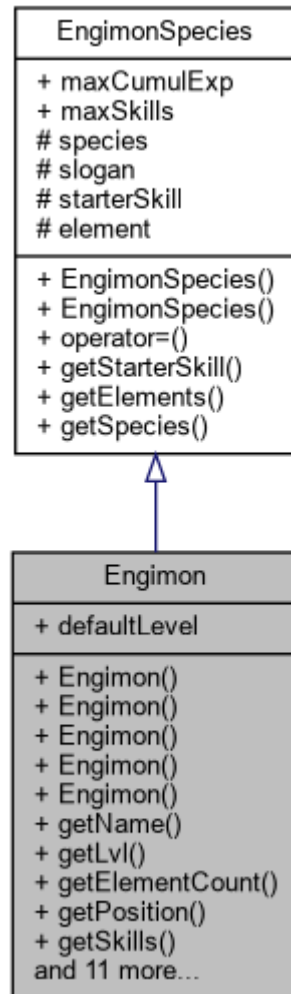 EngimonSpecies
+ maxCumulExp
+ maxSkills
# species
# slogan
# starterSkill
# element
+ EngimonSpecies()
+ EngimonSpecies()
+ operator=()
+ getStarterSkill()
+ getElements()
+ getSpecies()
Engimon
+ defaultLevel
+ Engimon()
+ Engimon()
+ Engimon()
+ Engimon()
+ Engimon()
+ getName()
+ getLvl()
+ getElementCount()
+ getPosition()
+ getSkills()
and 11 more...